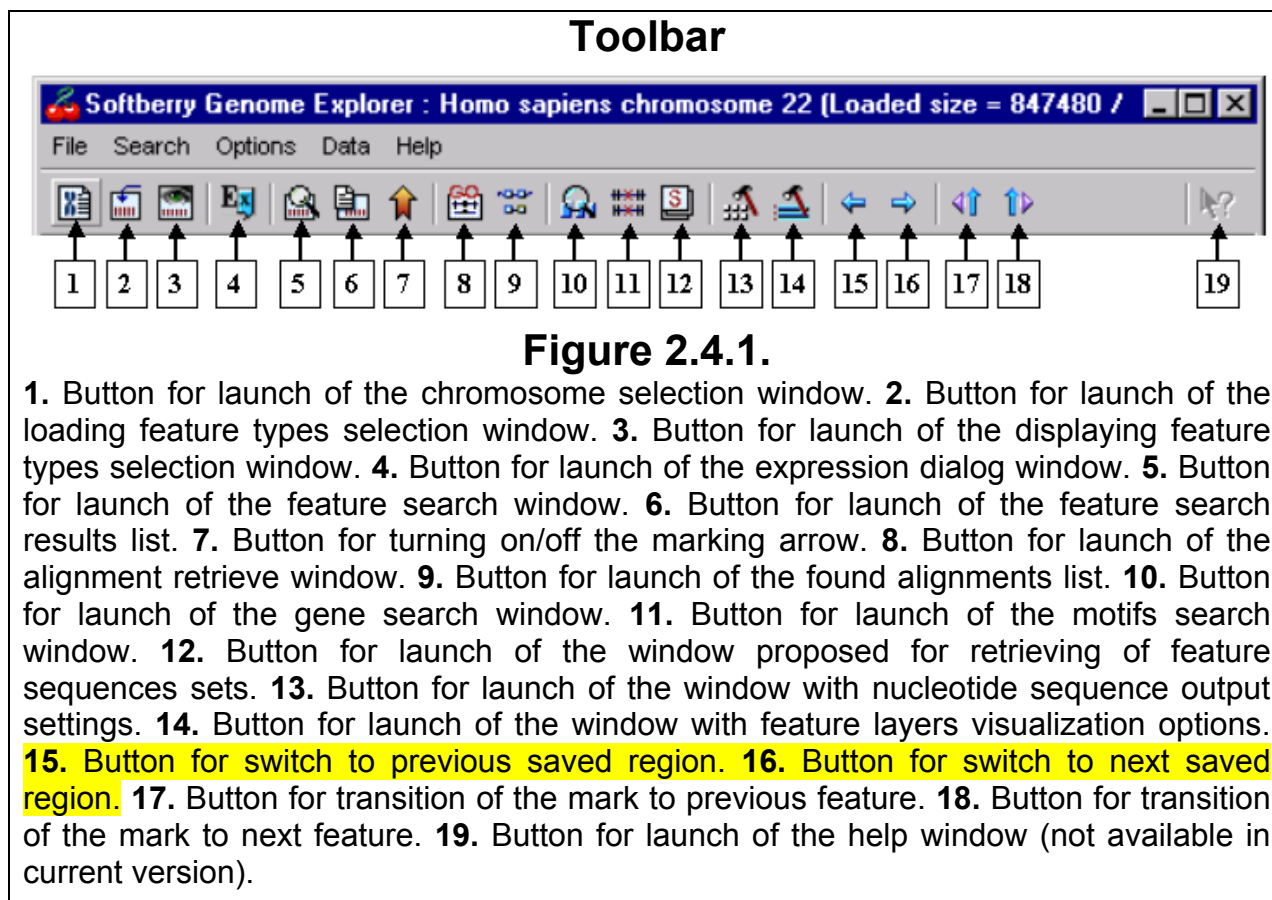 Toolbar
Softberry Genome Explorer : Homo sapiens chromosome 22 (Loaded size = 847480 /
File Search Options Data Help
Ex GO S ?
1 2 3 4 5 6 7 8 9 10 11 12 13 14 15 16 17 18 19
Figure 2.4.1.
1. Button for launch of the chromosome selection window. 2. Button for launch of the
loading feature types selection window. 3. Button for launch of the displaying feature
types selection window. 4. Button for launch of the expression dialog window. 5. Button
for launch of the feature search window. 6. Button for launch of the feature search
results list. 7. Button for turning on/off the marking arrow. 8. Button for launch of the
alignment retrieve window. 9. Button for launch of the found alignments list. 10. Button
for launch of the gene search window. 11. Button for launch of the motifs search
window. 12. Button for launch of the window proposed for retrieving of feature
sequences sets. 13. Button for launch of the window with nucleotide sequence output
settings. 14. Button for launch of the window with feature layers visualization options.
15. Button for switch to previous saved region. 16. Button for switch to next saved
region. 17. Button for transition of the mark to previous feature. 18. Button for transition
of the mark to next feature. 19. Button for launch of the help window (not available in
current version).